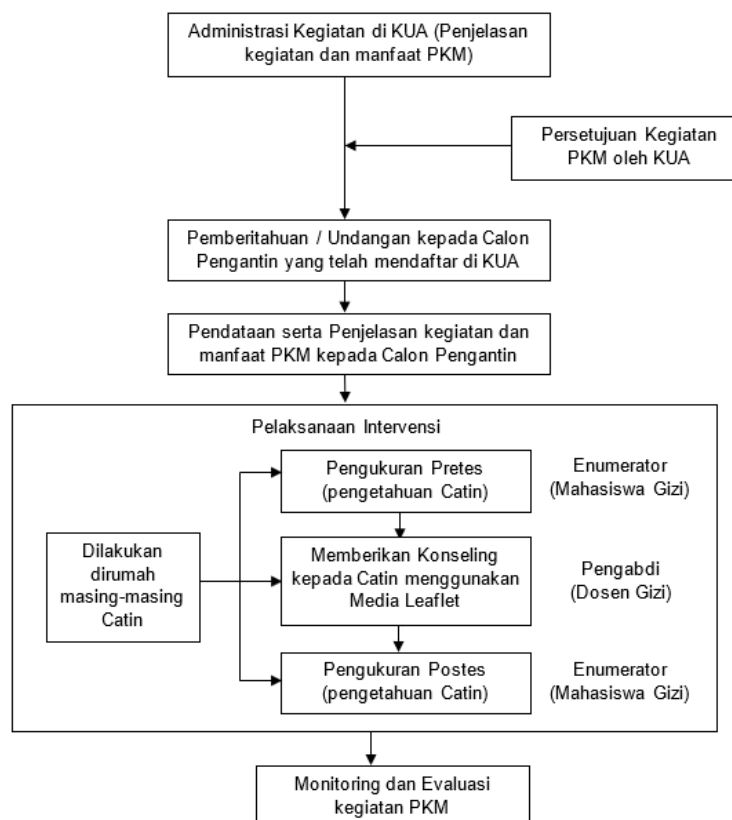 Administrasi Kegiatan di KUA (Penjelasan
kegiatan dan manfaat PKM)
Persetujuan Kegiatan
PKM oleh KUA
Pemberitahuan / Undangan kepada Calon
Pengantin yang telah mendaftar di KUA
Pendataan serta Penjelasan kegiatan dan
manfaat PKM kepada Calon Pengantin
Pelaksanaan Intervensi
Dilakukan
dirumah
masing-masing
Catin
Pengukuran Pretes
(pengetahuan Catin)
Enumerator
(Mahasiswa Gizi)
Memberikan Konseling
kepada Catin menggunakan
Media Leaflet
Pengabdi
(Dosen Gizi)
Pengukuran Postes
(pengetahuan Catin)
Enumerator
(Mahasiswa Gizi)
Monitoring dan Evaluasi
kegiatan PKM